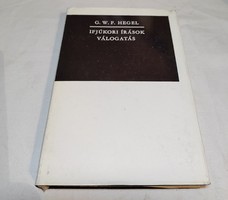 G. W. F. HEGEL
IFJÚKORI ÍRÁSOK
VÁLOGATÁS